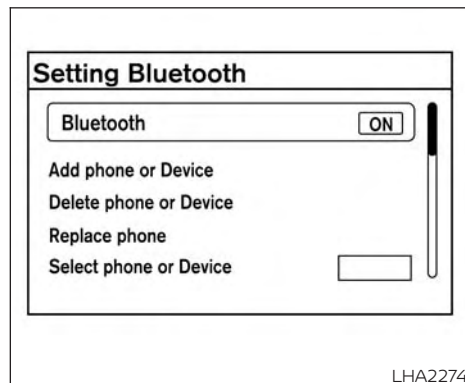 Setting Bluetooth
Bluetooth ON
Add phone or Device
Delete phone or Device
Replace phone
Select phone or Device
LHA2274